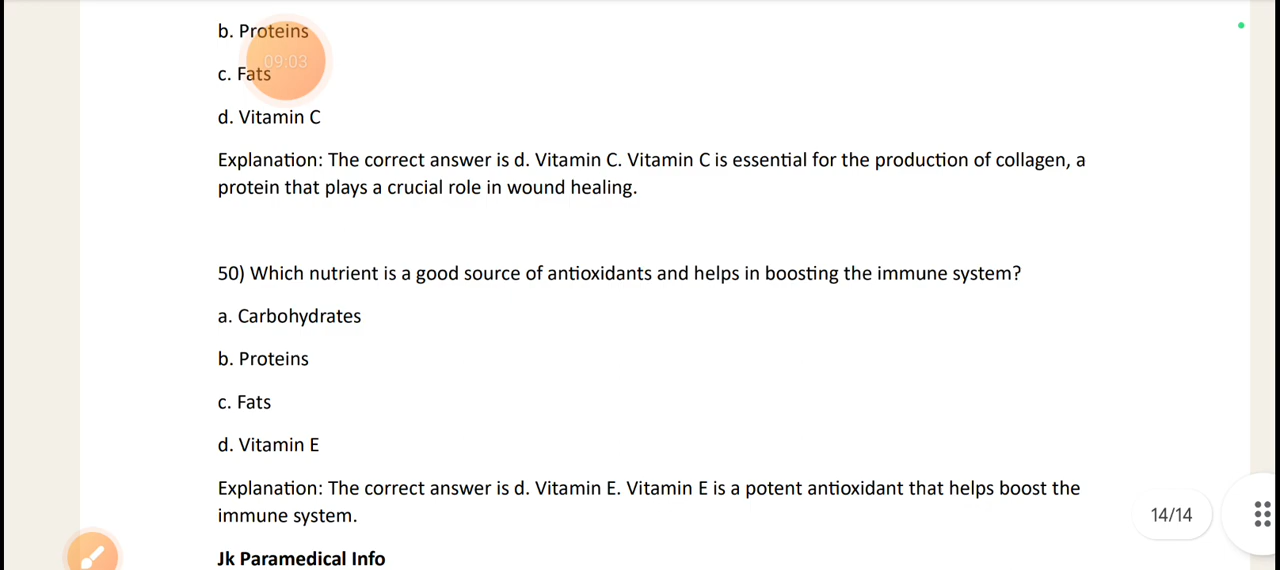 b. Proteins
09:03
c. Fats
d. Vitamin C
Explanation: The correct answer is d. Vitamin C. Vitamin C is essential for the production of collagen, a
protein that plays a crucial role in wound healing.
50) Which nutrient is a good source of antioxidants and helps in boosting the immune system?
a. Carbohydrates
b. Proteins
c. Fats
d. Vitamin E
Explanation: The correct answer is d. Vitamin E. Vitamin E is a potent antioxidant that helps boost the
immune system.
14/14
Jk Paramedical Info